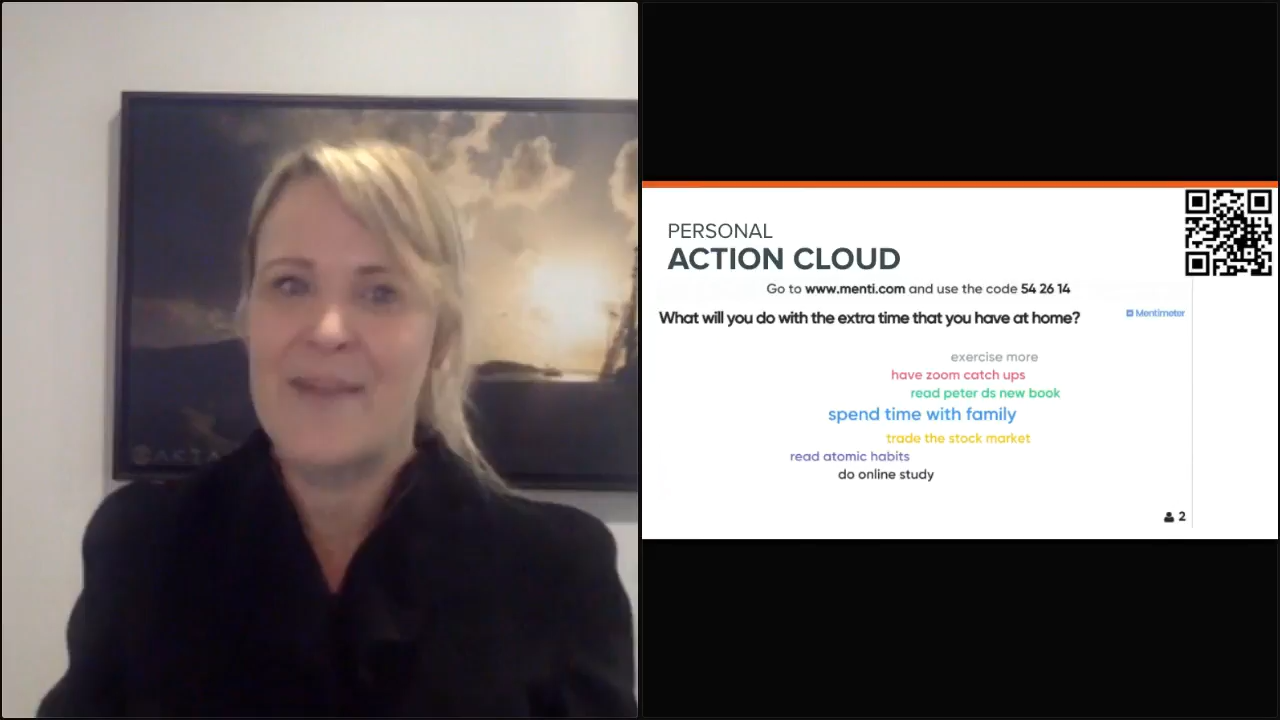 PERSONAL
ACTION CLOUD
Go to www.menti.com and use the code 54 26 14
What will you do with the extra time that you have at home?
Mentimeter
exercise more
have zoom catch ups
read peter ds new book
spend time with family
trade the stock market
read atomic habits
do online study
2